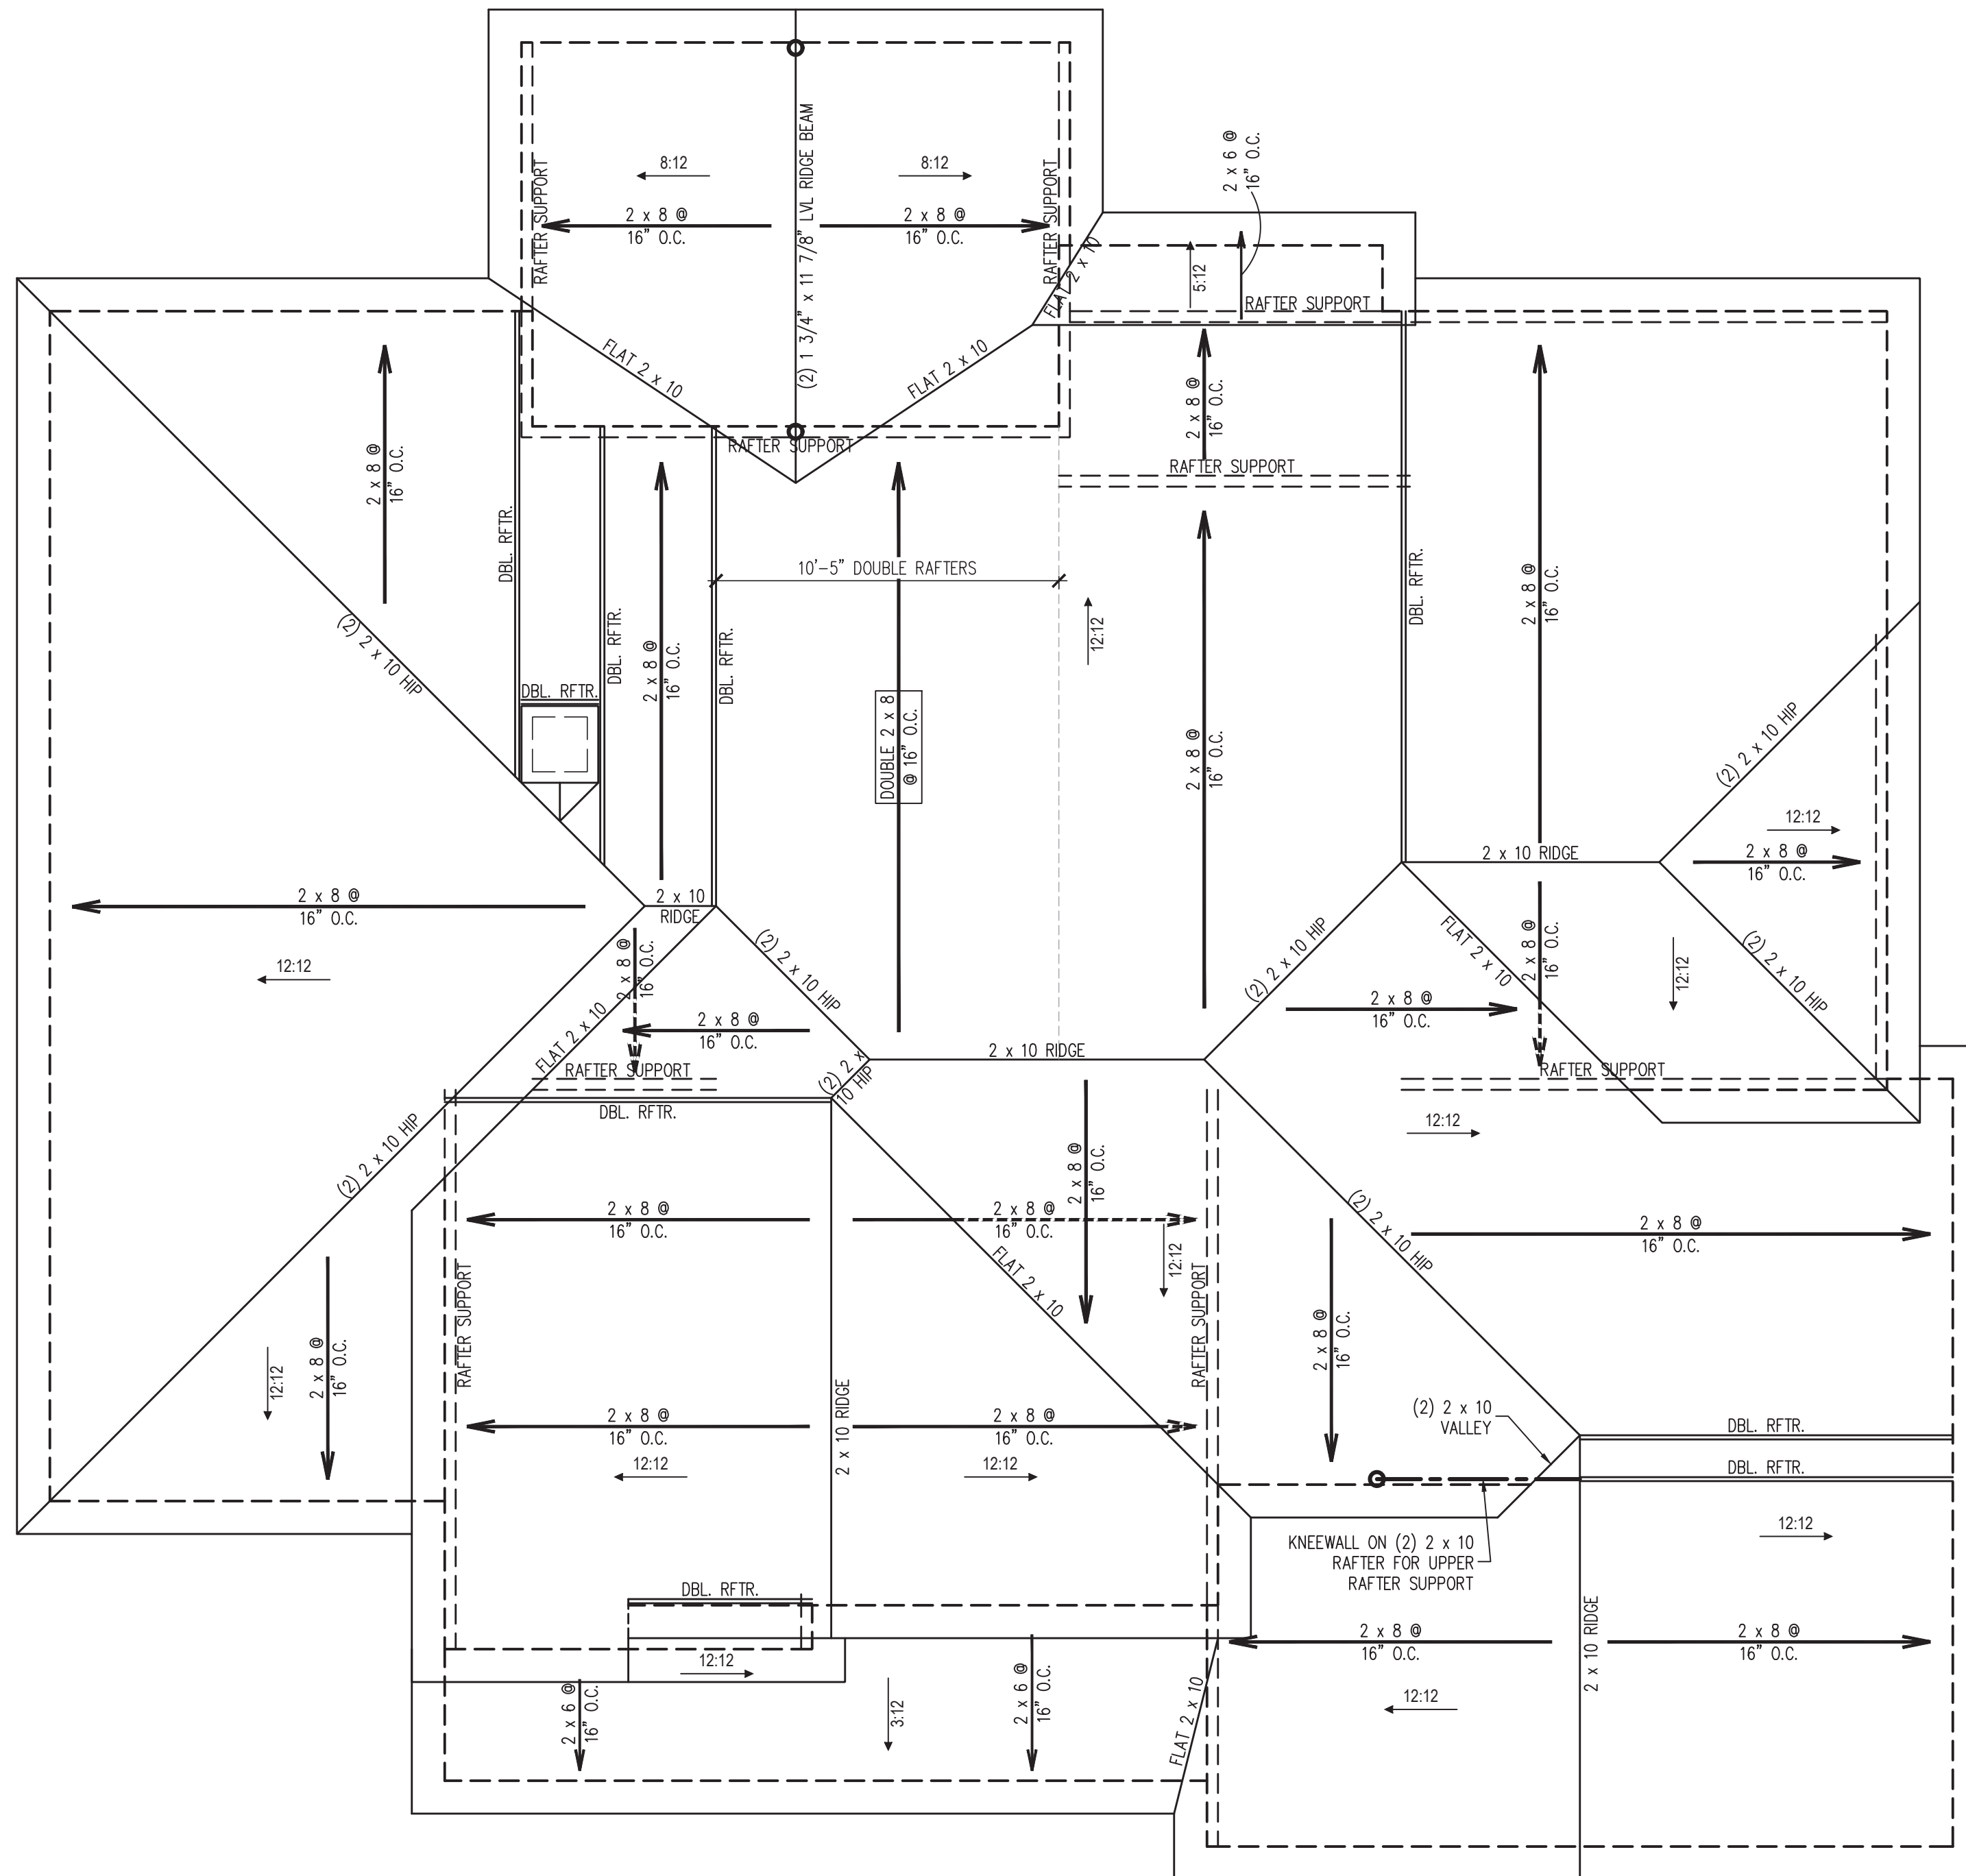 (2) 1 3/4" x 11 7/8" LVL RIDGE BEAM
8:12
8:12
RAFTER SUPPORT
RAFTER SUPPORT
2 x 8 @
16" O.C.
2 x 8 @
16" O.C.
2 x 6 @
16" O.C.
FLAT 2 x 10
5:12
RAFTER SUPPORT
FLAT 2 x 10
FLAT 2 x 10
RAFTER SUPPORT
2 x 8 @
16" O.C.
RAFTER SUPPORT
2 x 8 @
16" O.C.
DBL. RFTR.
10'-5" DOUBLE RAFTERS
12:12
DBL. RFTR.
2 x 8 @
16" O.C.
(2) 2 x 10 HIP
DBL. RFTR.
2 x 8 @
16" O.C.
DBL. RFTR.
DBL. RFTR.
DOUBLE 2 x 8
@ 16" O.C.
2 x 8 @
16" O.C.
(2) 2 x 10 HIP
12:12
2 x 10 RIDGE
2 x 8 @
16" O.C.
2 x 8 @
16" O.C.
2 x 10
RIDGE
12:12
2 x 8 @
16" O.C.
(2) 2 x 10 HIP
(2) 2 x 10 HIP
FLAT 2 x 10
2 x 8 @
16" O.C.
12:12
(2) 2 x 10 HIP
FLAT 2 x 10
2 x 8 @
16" O.C.
2 x 8 @
16" O.C.
2 x 10 RIDGE
RAFTER SUPPORT
(2) 2 x
10 HIP
RAFTER SUPPORT
DBL. RFTR.
12:12
(2) 2 x 10 HIP
2 x 8 @
16" O.C.
2 x 8 @
16" O.C.
2 x 8 @
16" O.C.
(2) 2 x 10 HIP
2 x 8 @
16" O.C.
12:12
FLAT 2 x 10
RAFTER SUPPORT
RAFTER SUPPORT
12:12
2 x 8 @
16" O.C.
2 x 8 @
16" O.C.
2 x 8 @
16" O.C.
2 x 8 @
16" O.C.
2 x 10 RIDGE
12:12
12:12
(2) 2 x 10
VALLEY
DBL. RFTR.
DBL. RFTR.
KNEEWALL ON (2) 2 x 10
RAFTER FOR UPPER
RAFTER SUPPORT
12:12
DBL. RFTR.
12:12
2 x 6 @
16" O.C.
3:12
2 x 6 @
16" O.C.
FLAT 2 x 10
2 x 8 @
16" O.C.
2 x 10 RIDGE
2 x 8 @
16" O.C.
12:12